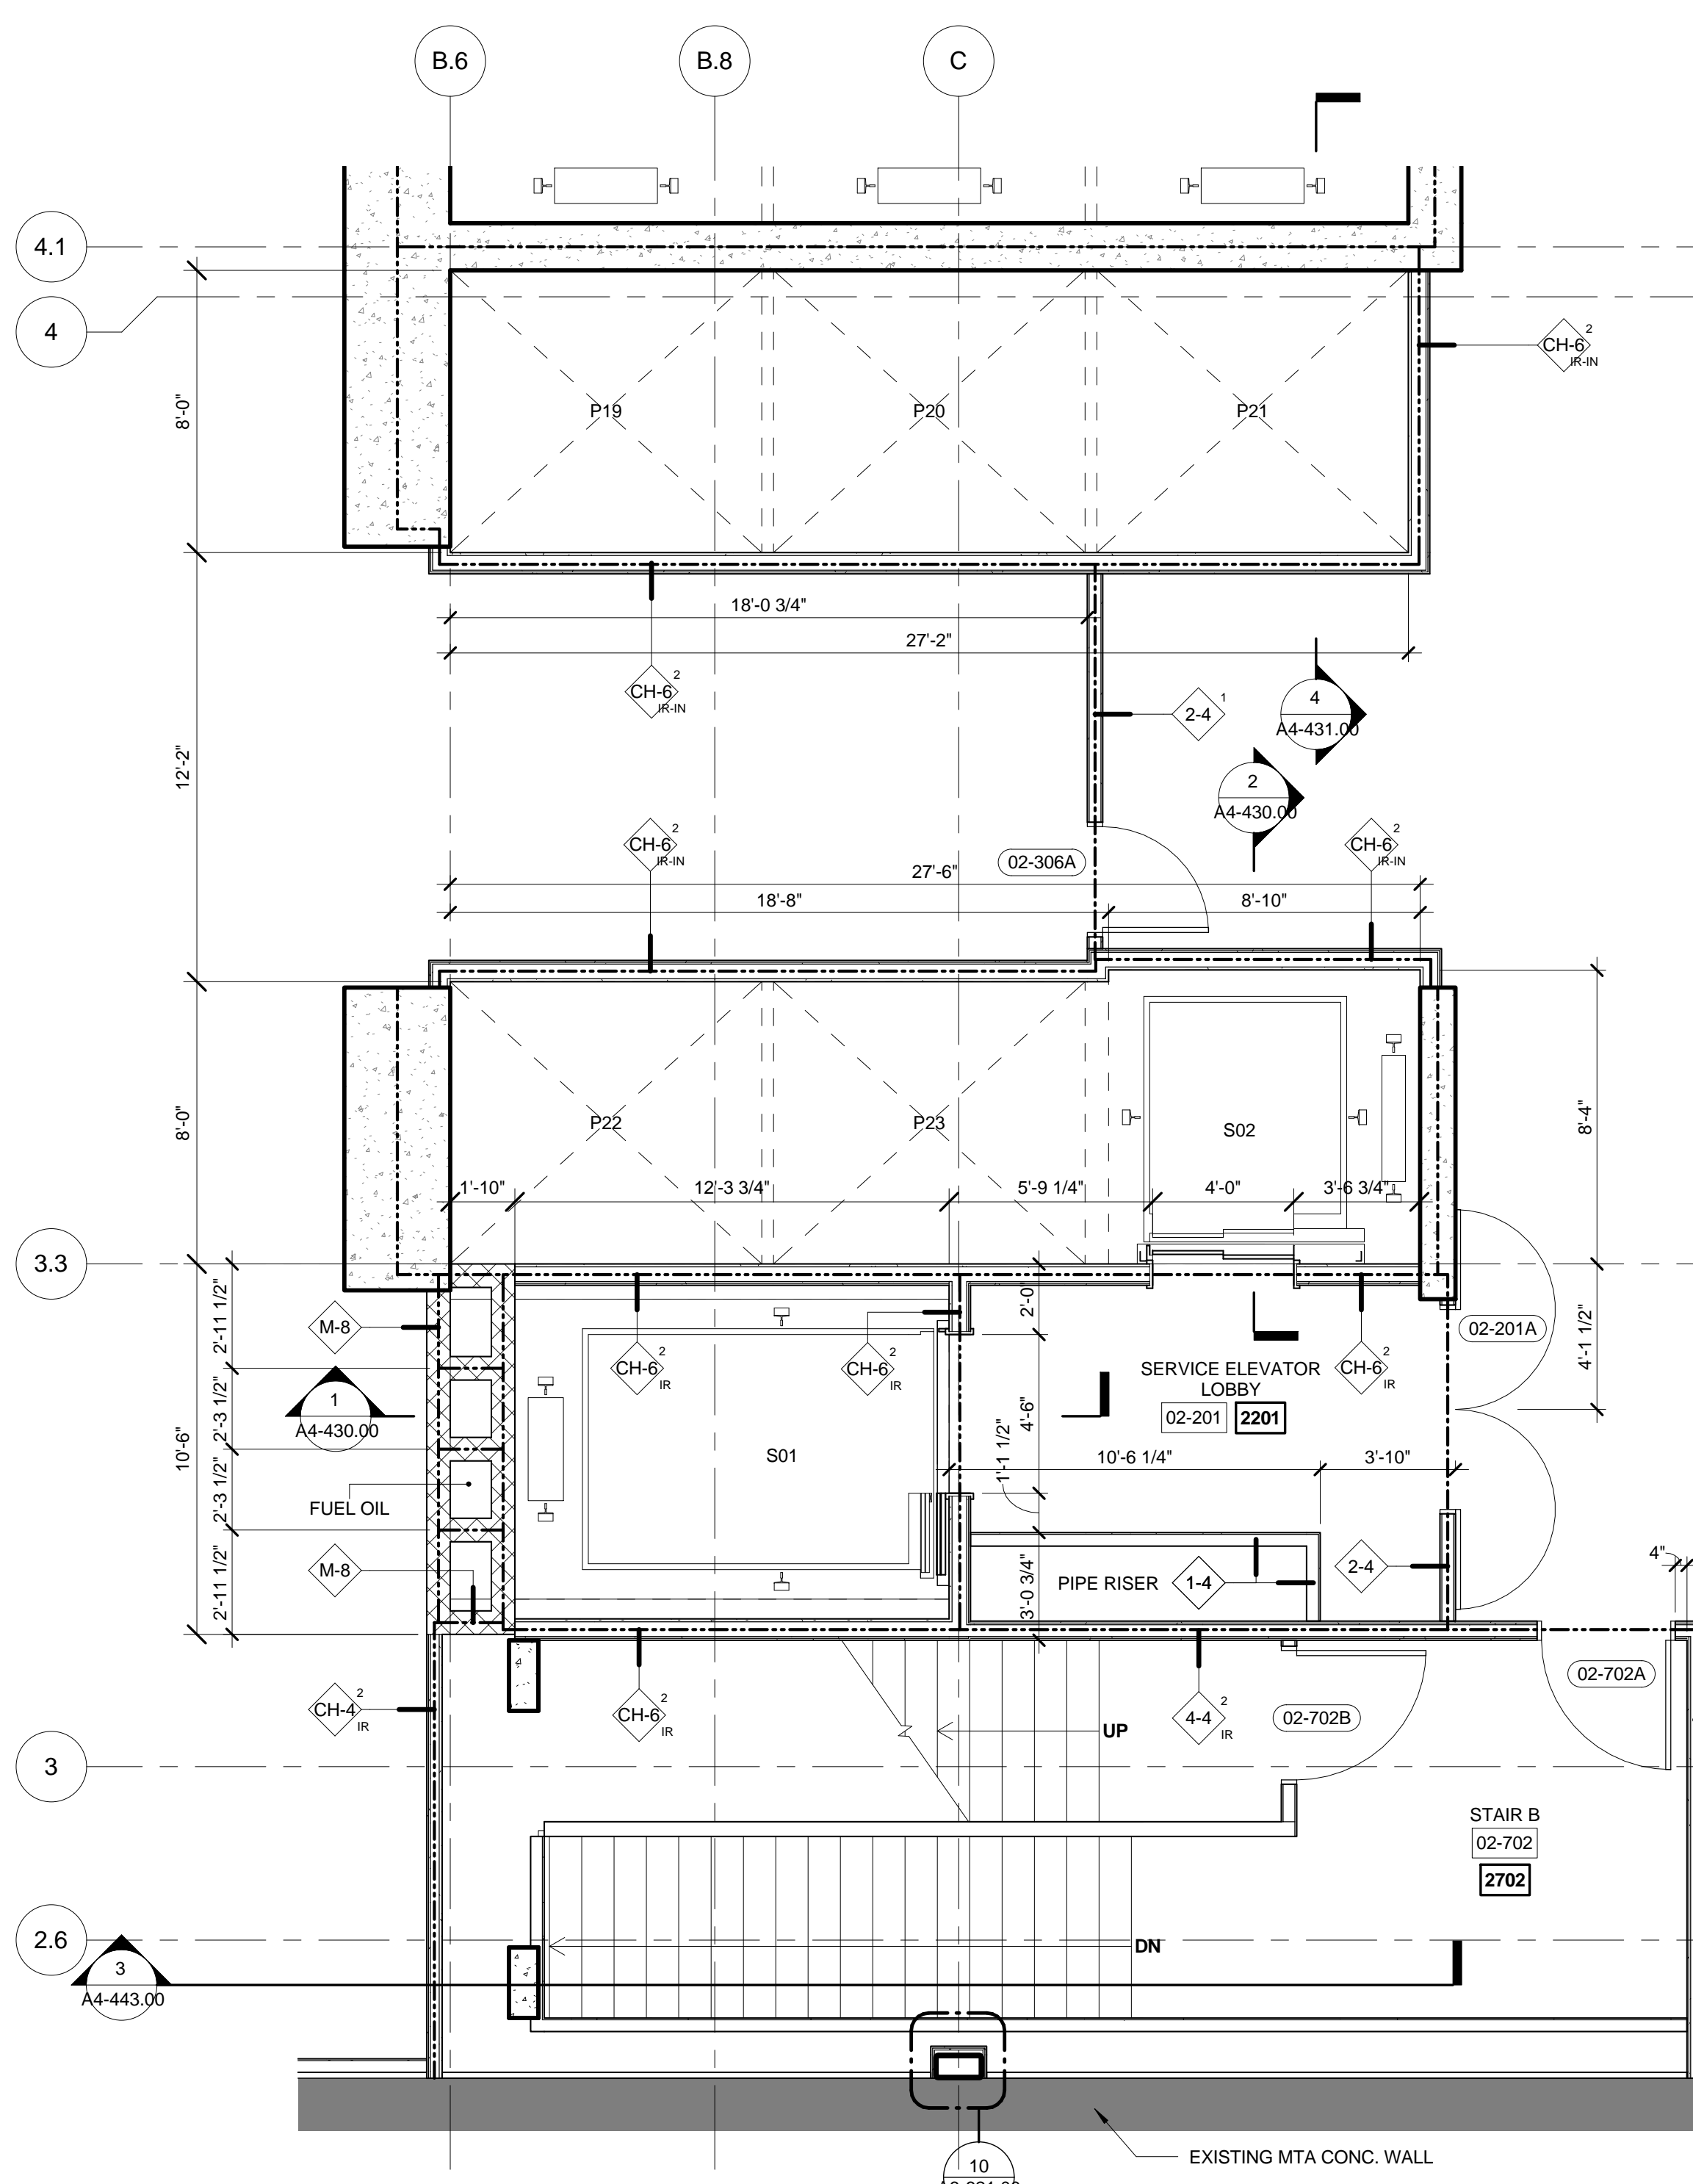 B.6
B.8
C
4.1
4
CH-6
2
IR-IN
8'-0"
P19
P20
P21
18'-0 3/4"
27'-2"
CH-6
2
IR-IN
2-4
1
4
A4-431.00
2
A4-430.00
12'-2"
CH-6
2
IR-IN
02-306A
CH-6
2
IR-IN
27'-6"
18'-8"
8'-10"
8'-0"
P22
P23
S02
8'-4"
1'-10"
12'-3 3/4"
5'-9 1/4"
4'-0"
3'-6 3/4"
3.3
2'-11 1/2"
M-8
2'-0"
02-201A
4'-1 1/2"
CH-6
2
IR
CH-6
2
IR
SERVICE ELEVATOR
LOBBY
02-201
2201
CH-6
2
IR
1
A4-430.00
2'-3 1/2"
10'-6"
4'-6"
S01
1'-1 1/2"
10'-6 1/4"
3'-10"
2'-3 1/2"
FUEL OIL
M-8
2'-11 1/2"
3'-0 3/4"
PIPE RISER
1-4
2-4
4"
CH-4
2
IR
CH-6
2
IR
UP
4-4
2
IR
02-702B
02-702A
3
STAIR B
02-702
2702
2.6
DN
3
A4-443.00
10
EXISTING MTA CONC. WALL